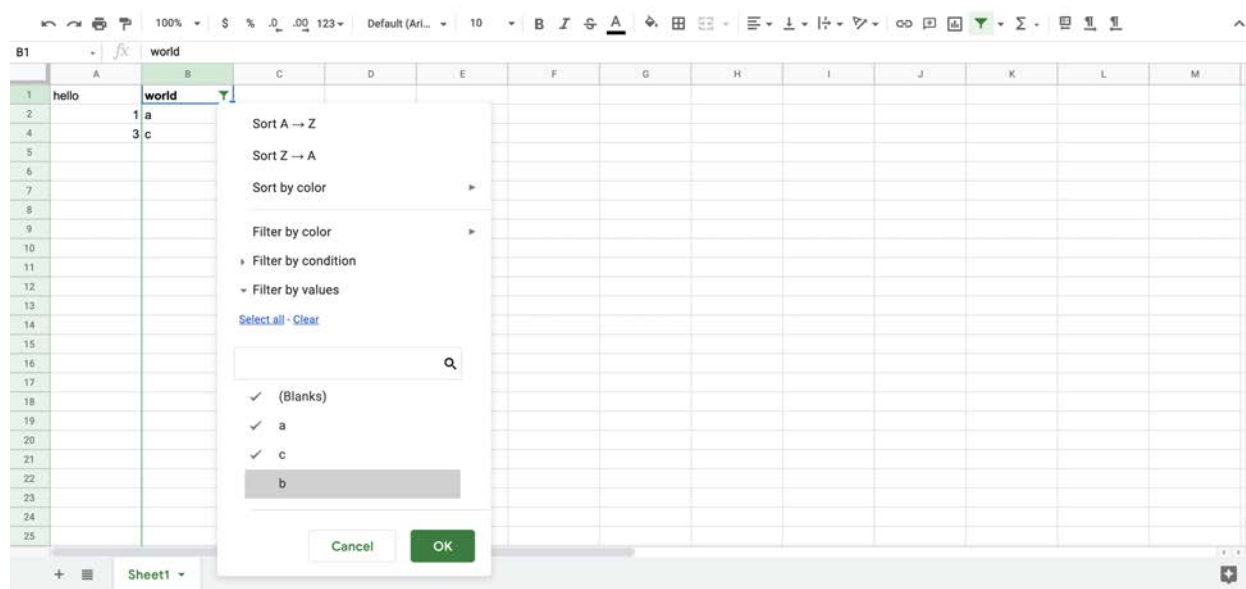 100% $ % .0 .00 123 Default (Ari... 10 B I S A Σ
B1 fx world
A B C D E F G H I J K L M
1 hello world
2 1 a
4 3 c
5
6
7
8
9
10
11
12
13
14
15
16
17
18
19
20
21
22
23
24
25
Sort A → Z
Sort Z → A
Sort by color
Filter by color
Filter by condition
Filter by values
Select all - Clear
(Blanks)
a
c
b
Cancel OK
+ Sheet1